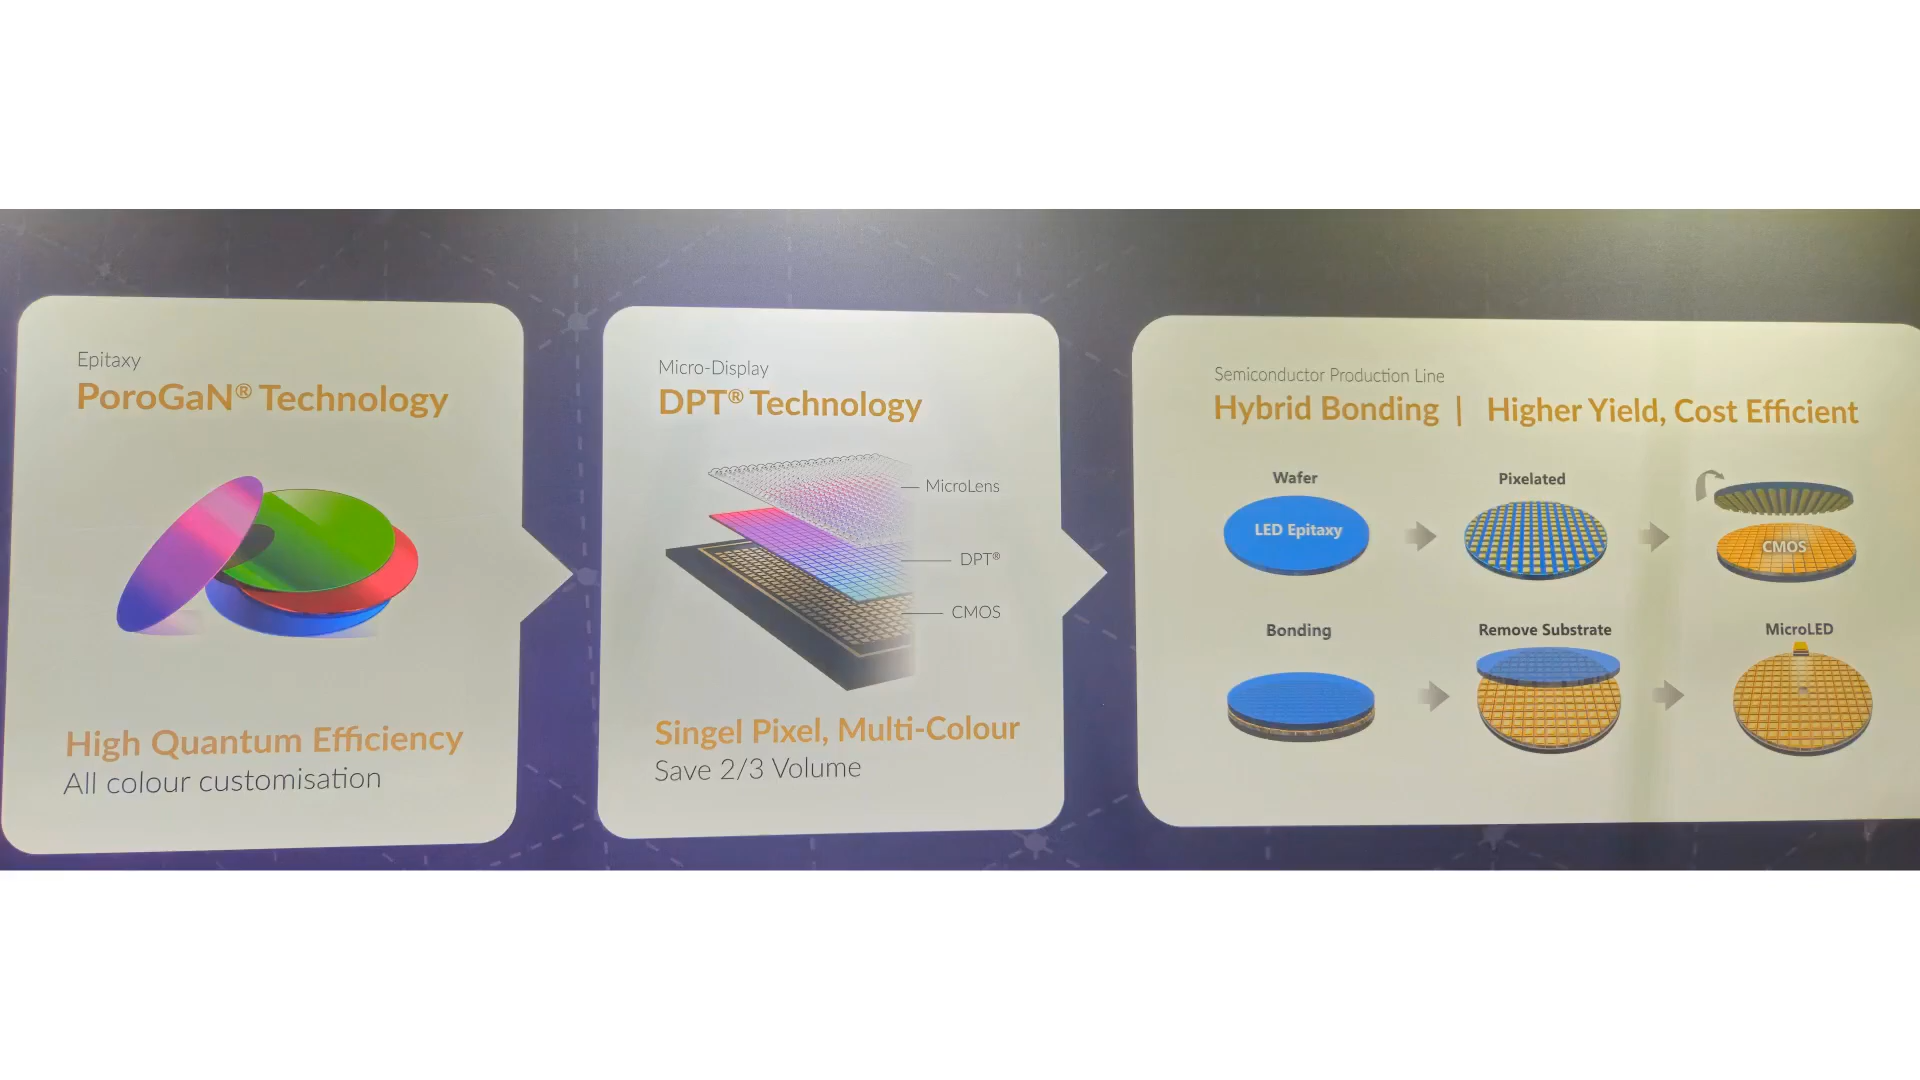 Epitaxy
PoroGaN® Technology
High Quantum Efficiency
All colour customisation
Micro-Display
DPT® Technology
MicroLens
DPT®
CMOS
Singel Pixel, Multi-Colour
Save 2/3 Volume
Semiconductor Production Line
Hybrid Bonding | Higher Yield, Cost Efficient
Wafer
LED Epitaxy
Pixelated
CMOS
Bonding
Remove Substrate
MicroLED